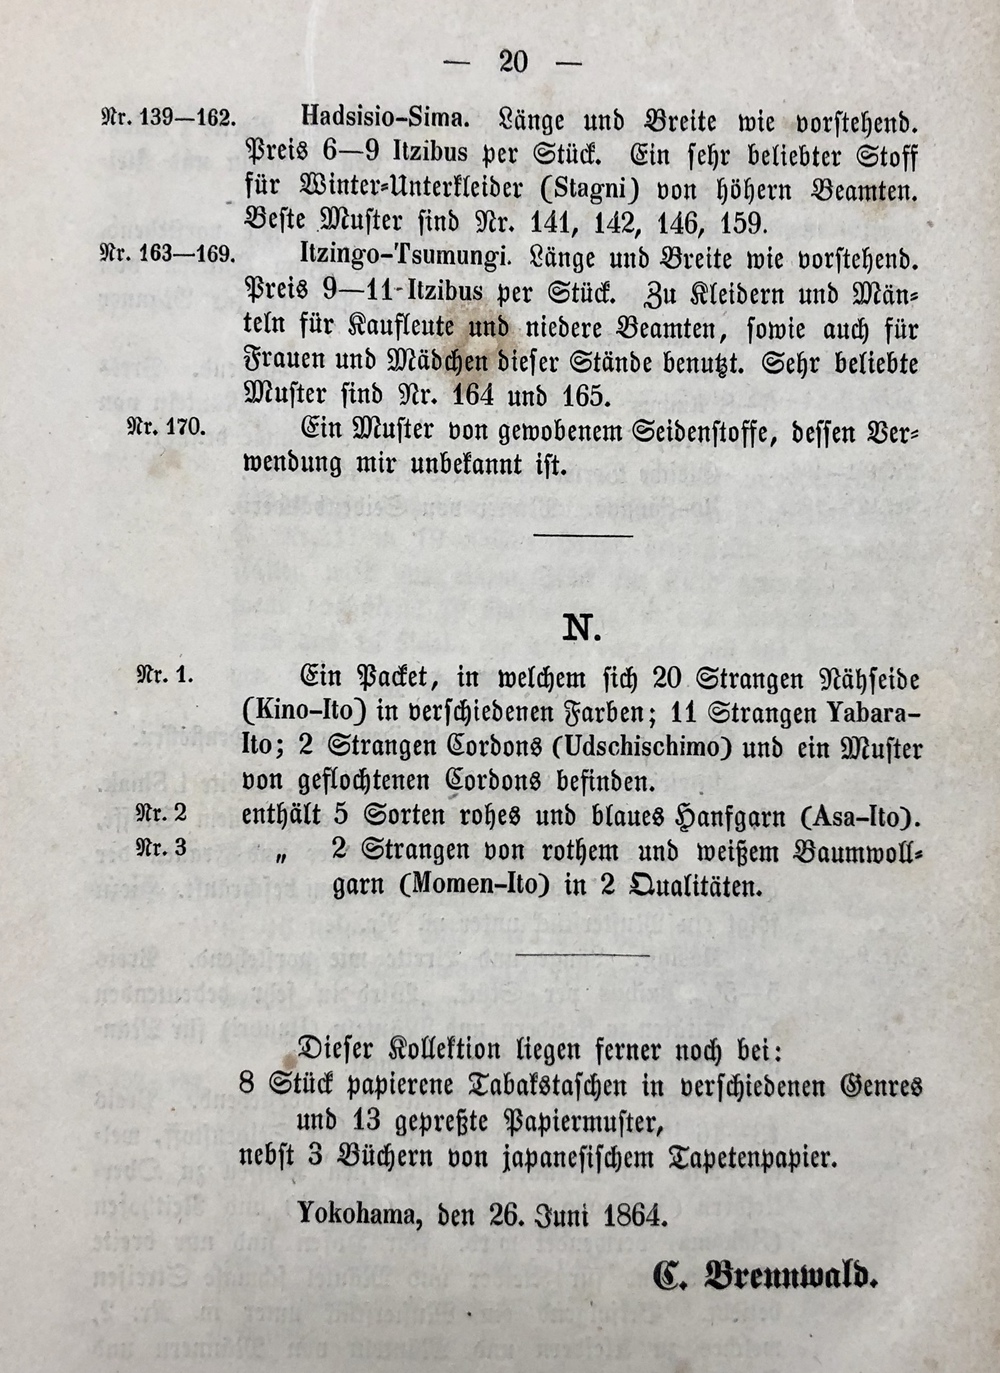 — 20 —
Nr. 139—162. Hadsisio-Sima. Länge und Breite wie vorstehend.
Preis 6—9 Itzibus per Stück. Ein sehr beliebter Stoff
für Winter-Unterkleider (Stagni) von höhern Beamten.
Beste Muster sind Nr. 141, 142, 146, 159.
Nr. 163—169. Itzingo-Tsumungi. Länge und Breite wie vorstehend.
Preis 9—11 Itzibus per Stück. Zu Kleidern und Män-
teln für Kaufleute und niedere Beamten, sowie auch für
Frauen und Mädchen dieser Stände benutzt. Sehr beliebte
Muster sind Nr. 164 und 165.
Nr. 170. Ein Muster von gewobenem Seidenstoffe, dessen Ver-
wendung mir unbekannt ist.
N.
Nr. 1. Ein Packet, in welchem sich 20 Strangen Nähseide
(Kino-Ito) in verschiedenen Farben; 11 Strangen Yabara-
Ito; 2 Strangen Cordons (Udschischimo) und ein Muster
von geflochtenen Cordons befinden.
Nr. 2 enthält 5 Sorten rohes und blaues Hanfgarn (Asa-Ito).
Nr. 3 „ 2 Strangen von rothem und weißem Baumwoll-
garn (Momen-Ito) in 2 Qualitäten.
Dieser Kollektion liegen ferner noch bei:
8 Stück papierene Tabakstaschen in verschiedenen Genres
und 13 gepreßte Papiermuster,
nebst 3 Büchern von japanesischem Tapetenpapier.
Yokohama, den 26. Juni 1864.
C. Brennwald.